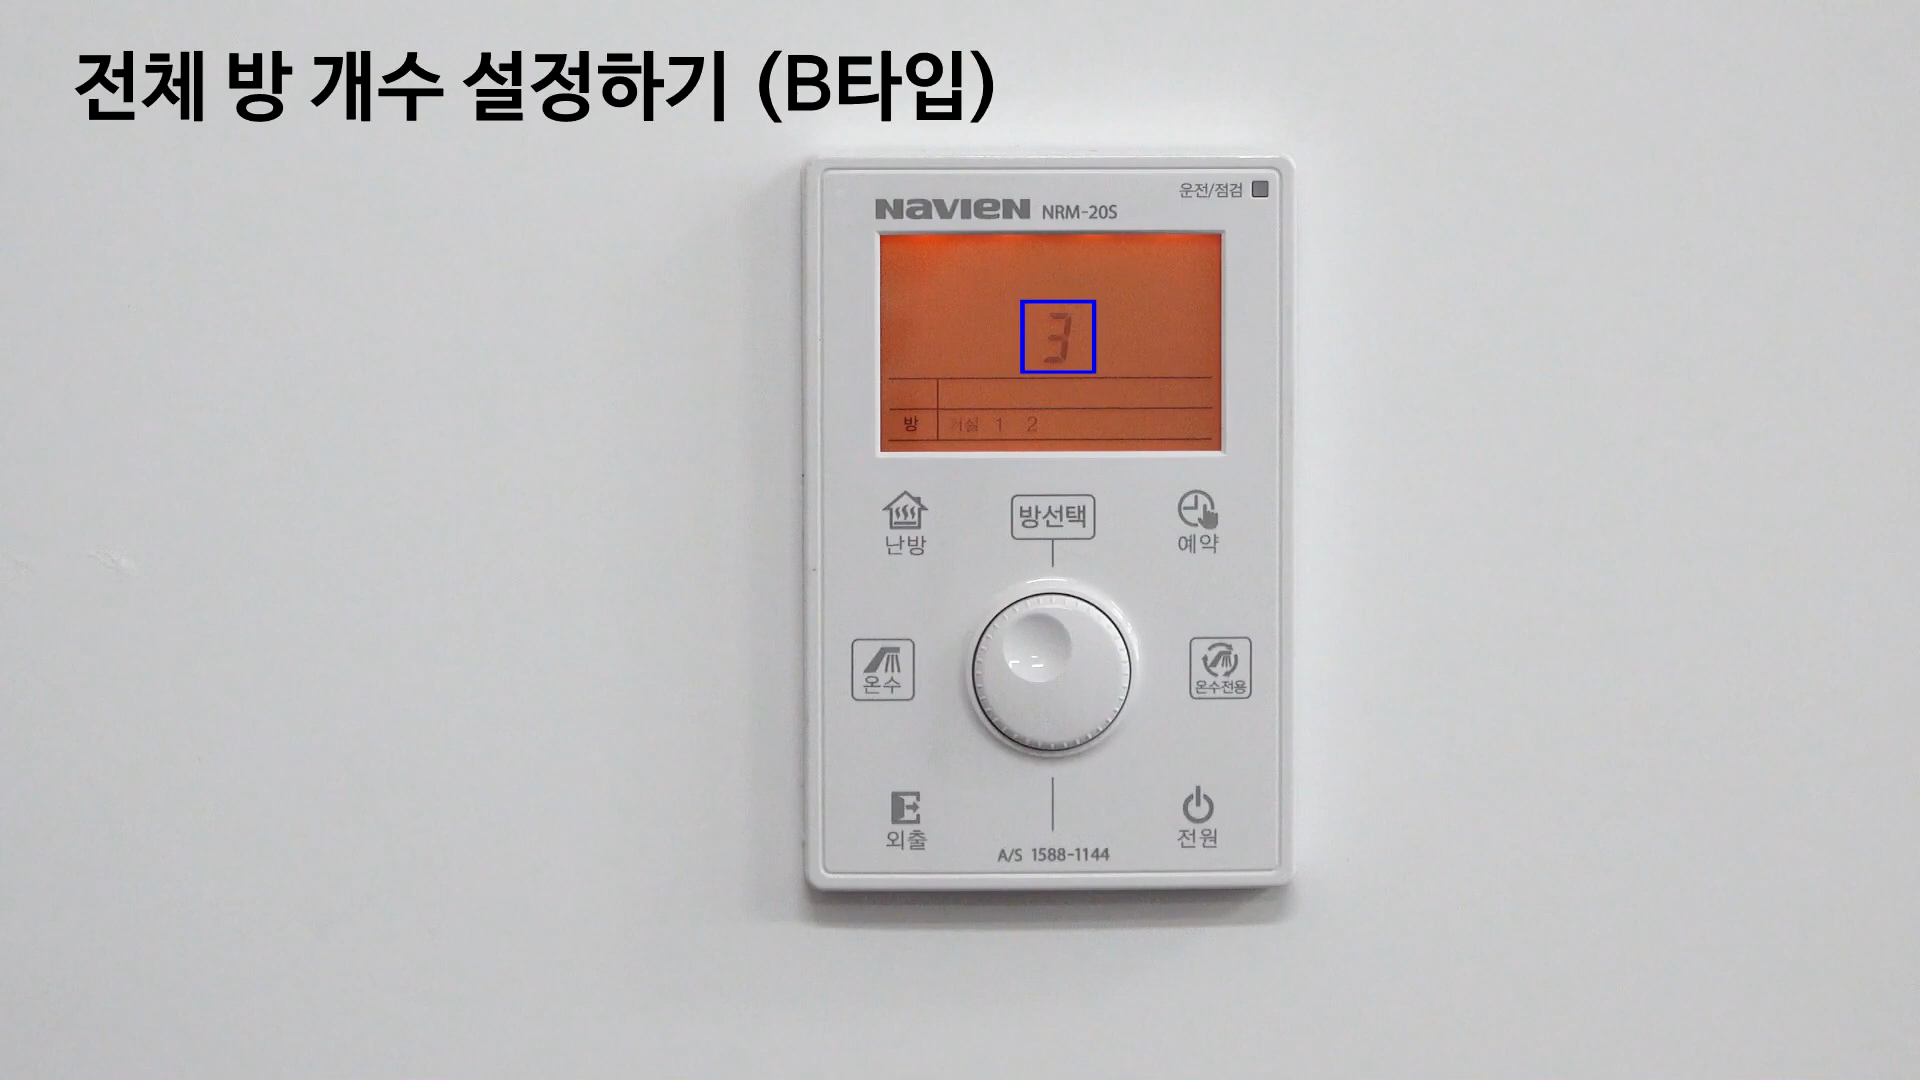 전체 방 개수 설정하기 (B타입)
운전/점검
NAVIEN NRM-20S
3
방 거실 1 2
난방
방선택
예약
온수
온수전용
외출
전원
A/S 1588-1144